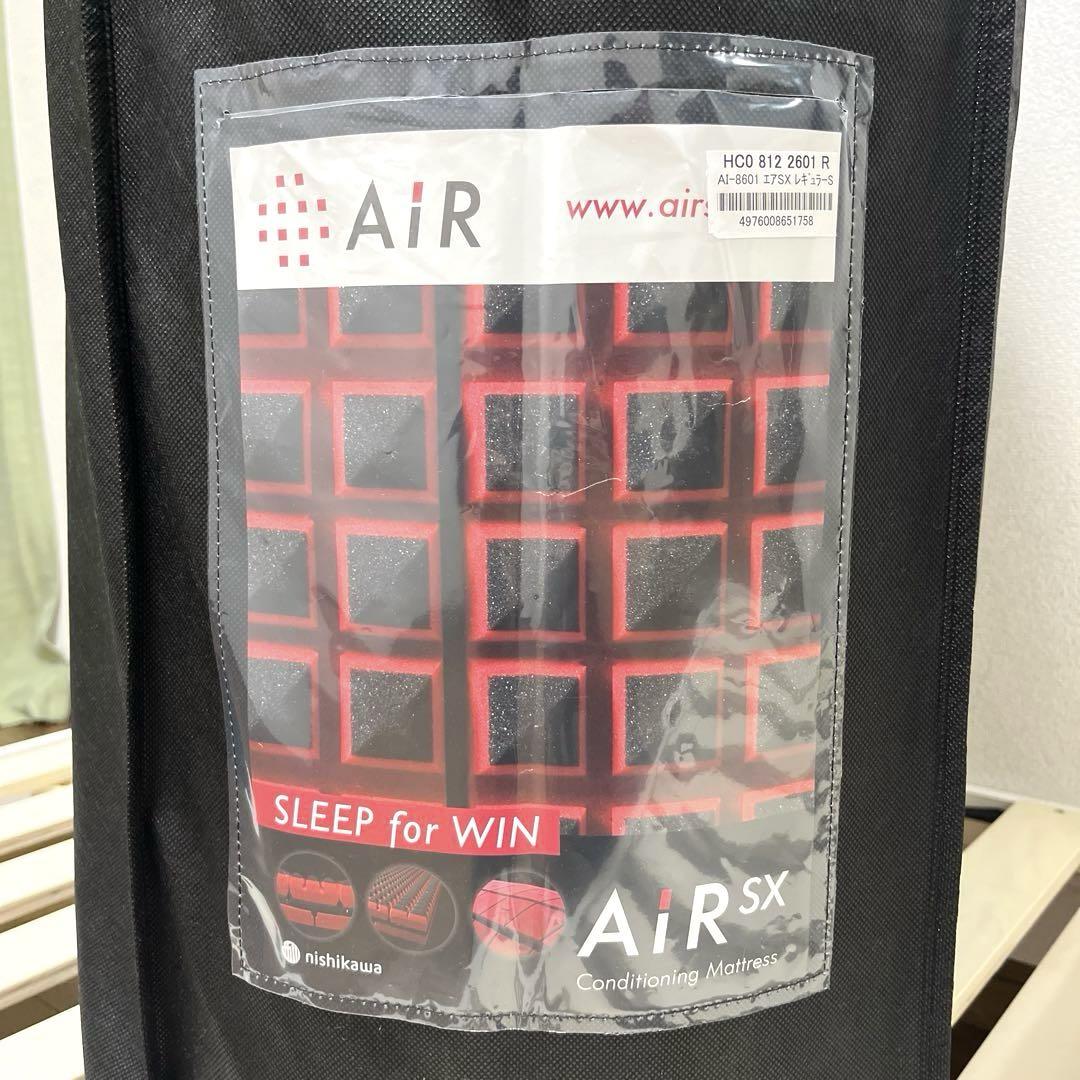 AiR
www.airs
HC0 812 2601 R
AI-8601 エアSX レギュラーS
4976008651758
SLEEP for WIN
nishikawa
AiR SX
Conditioning Mattress